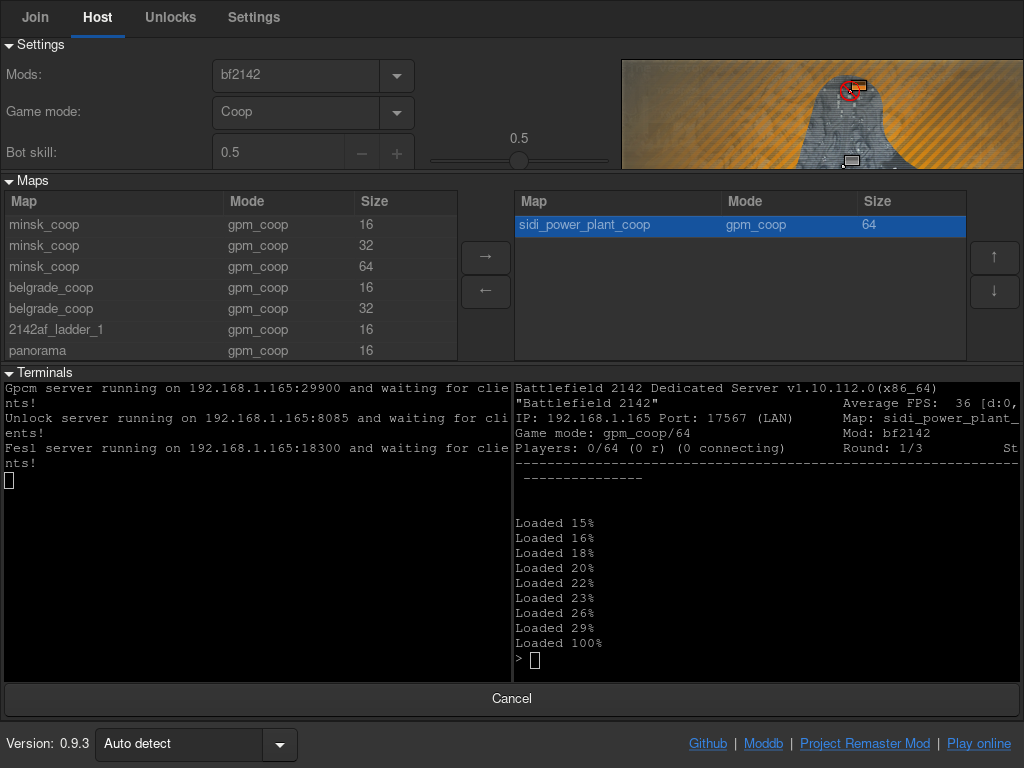 Join Host Unlocks Settings
Settings
Mods: bf2142
Game mode: Coop
Bot skill: 0.5 − + 0.5
Maps
Map Mode Size
minsk_coop gpm_coop 16
minsk_coop gpm_coop 32
minsk_coop gpm_coop 64
belgrade_coop gpm_coop 16
belgrade_coop gpm_coop 32
2142af_ladder_1 gpm_coop 16
panorama gpm_coop 16
→
←
Map Mode Size
sidi_power_plant_coop gpm_coop 64
↑
↓
Terminals
Gpcm server running on 192.168.1.165:29900 and waiting for clie
nts!
Unlock server running on 192.168.1.165:8085 and waiting for cli
ents!
Fesl server running on 192.168.1.165:18300 and waiting for clie
nts!
Battlefield 2142 Dedicated Server v1.10.112.0(x86_64)
"Battlefield 2142" Average FPS: 36 [d:0,
IP: 192.168.1.165 Port: 17567 (LAN) Map: sidi_power_plant_
Game mode: gpm_coop/64 Mod: bf2142
Players: 0/64 (0 r) (0 connecting) Round: 1/3 St
----------------------------------------------------------------
---------------
Loaded 15%
Loaded 16%
Loaded 18%
Loaded 20%
Loaded 22%
Loaded 23%
Loaded 26%
Loaded 29%
Loaded 100%
>
Cancel
Version: 0.9.3 Auto detect
Github | Moddb | Project Remaster Mod | Play online